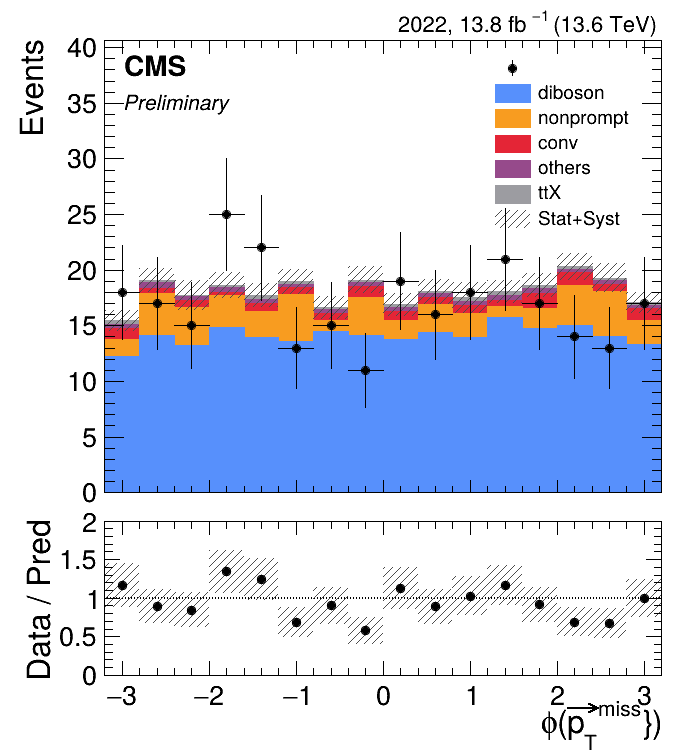 2022, 13.8 fb⁻¹ (13.6 TeV)
Events
40
35
30
25
20
15
10
5
0
CMS
Preliminary
diboson
nonprompt
conv
others
ttX
Stat+Syst
Data / Pred
2
1.5
1
0.5
0
−3 −2 −1 0 1 2 3
ϕ(p⃗_T^miss})